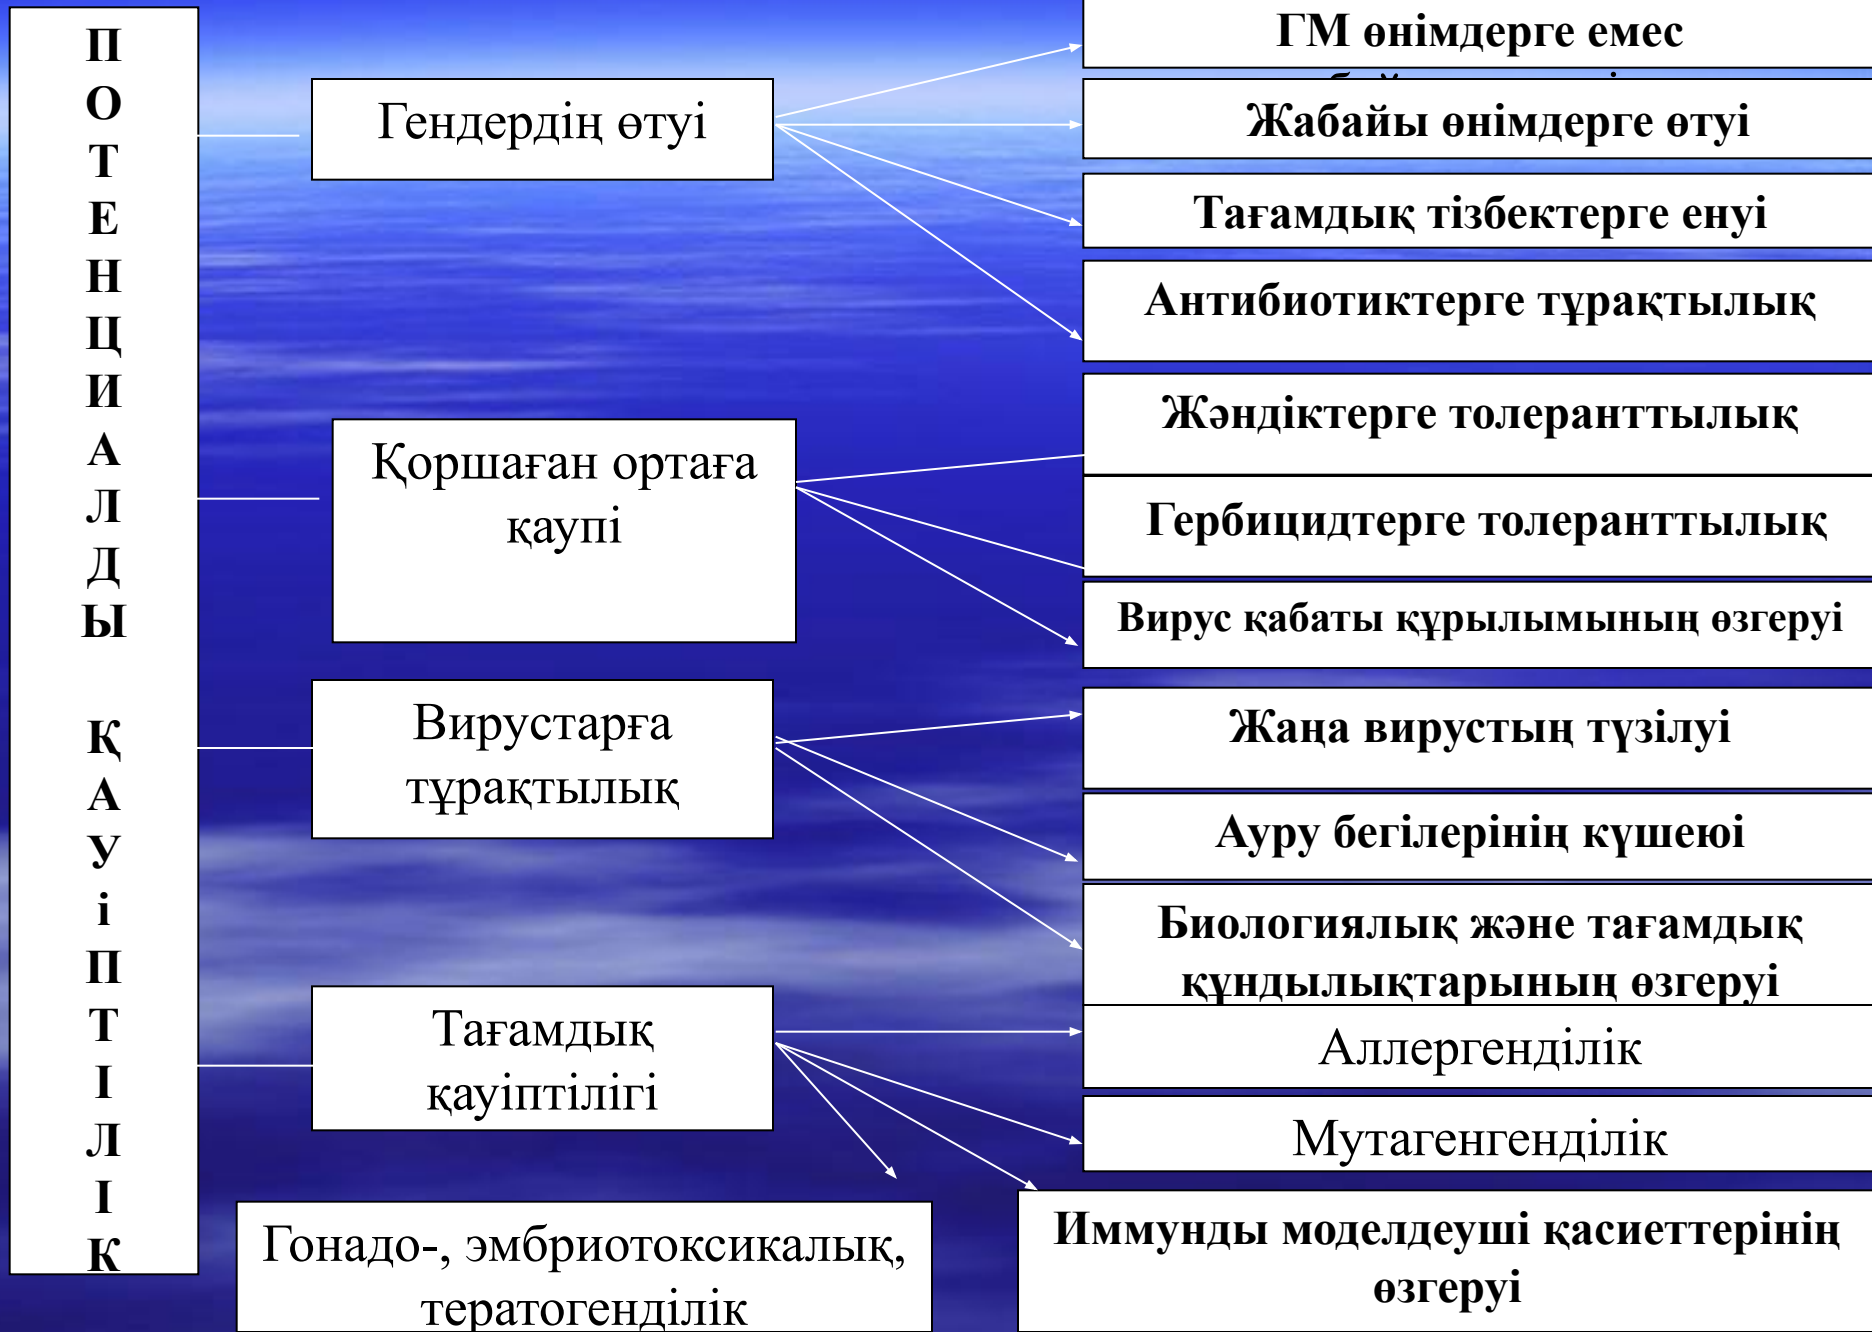 ПОТЕНЦИАЛДЫ ҚАУіПТІЛІК
Гендердің өтуі
ГМ өнімдерге емес
Жабайы өнімдерге өтуі
Тағамдық тізбектерге енуі
Антибиотиктерге тұрақтылық
Қоршаған ортаға
қаупі
Жәндіктерге толеранттылық
Гербицидтерге толеранттылық
Вирус қабаты құрылымының өзгеруі
Вирустарға
тұрақтылық
Жаңа вирустың түзілуі
Ауру бегілерінің күшеюі
Биологиялық және тағамдық
құндылықтарының өзгеруі
Тағамдық
қауіптілігі
Аллергенділік
Мутагенгенділік
Иммунды моделдеуші қасиеттерінің
өзгеруі
Гонадо-, эмбриотоксикалық,
тератогенділік